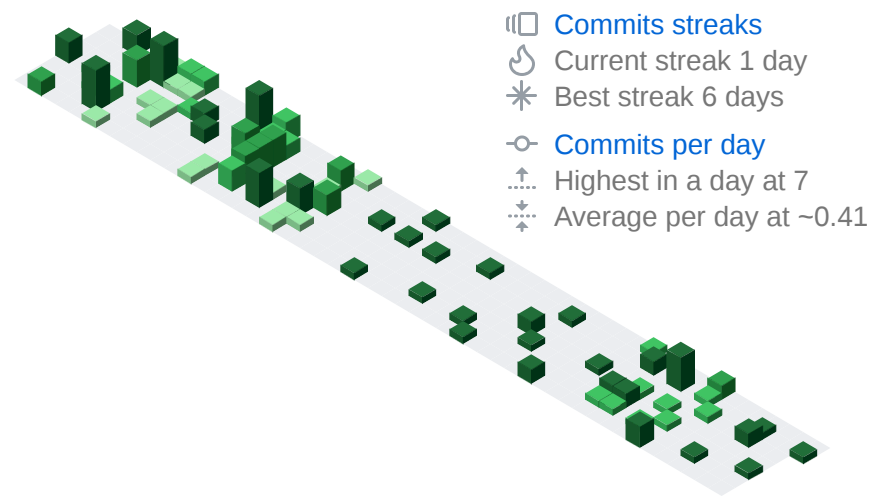 Commits streaks
Current streak 1 day
Best streak 6 days
Commits per day
Highest in a day at 7
Average per day at ~0.41